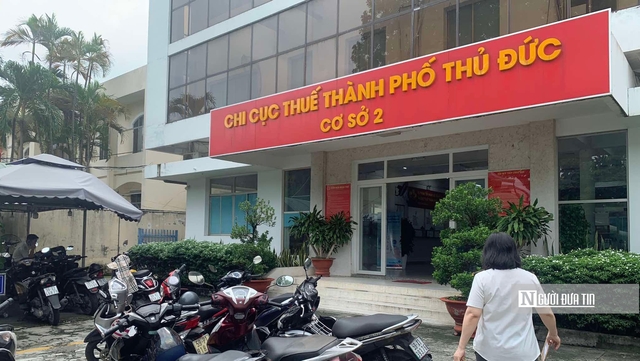 CHI CỤC THUẾ THÀNH PHỐ THỦ ĐỨC
CƠ SỞ 2
NGƯỜI ĐƯA TIN